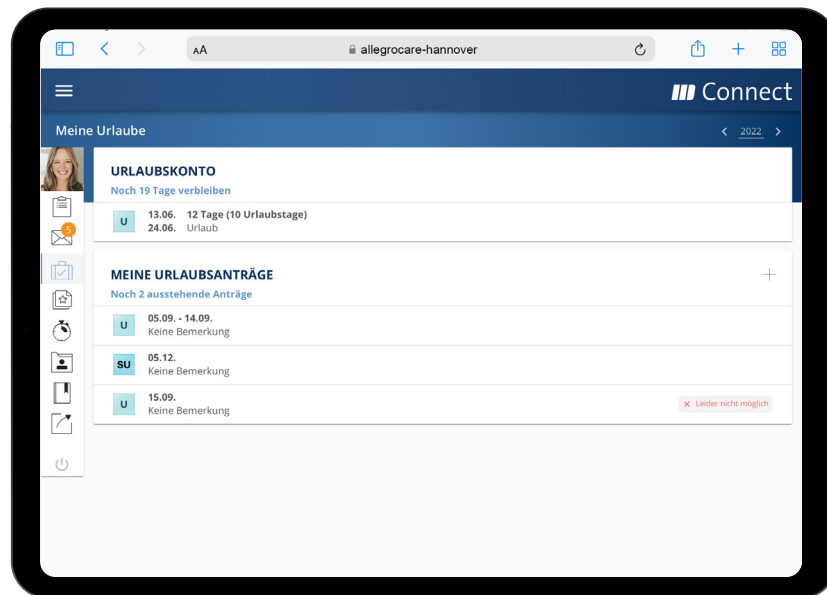 AA
allegrocare-hannover
Connect
Meine Urlaube
2022
URLAUBSKONTO
Noch 19 Tage verbleiben
U
13.06. 12 Tage (10 Urlaubstage)
24.06. Urlaub
5
MEINE URLAUBSANTRÄGE
Noch 2 ausstehende Anträge
U
05.09. - 14.09.
Keine Bemerkung
SU
05.12.
Keine Bemerkung
U
15.09.
Keine Bemerkung
× Leider nicht möglich